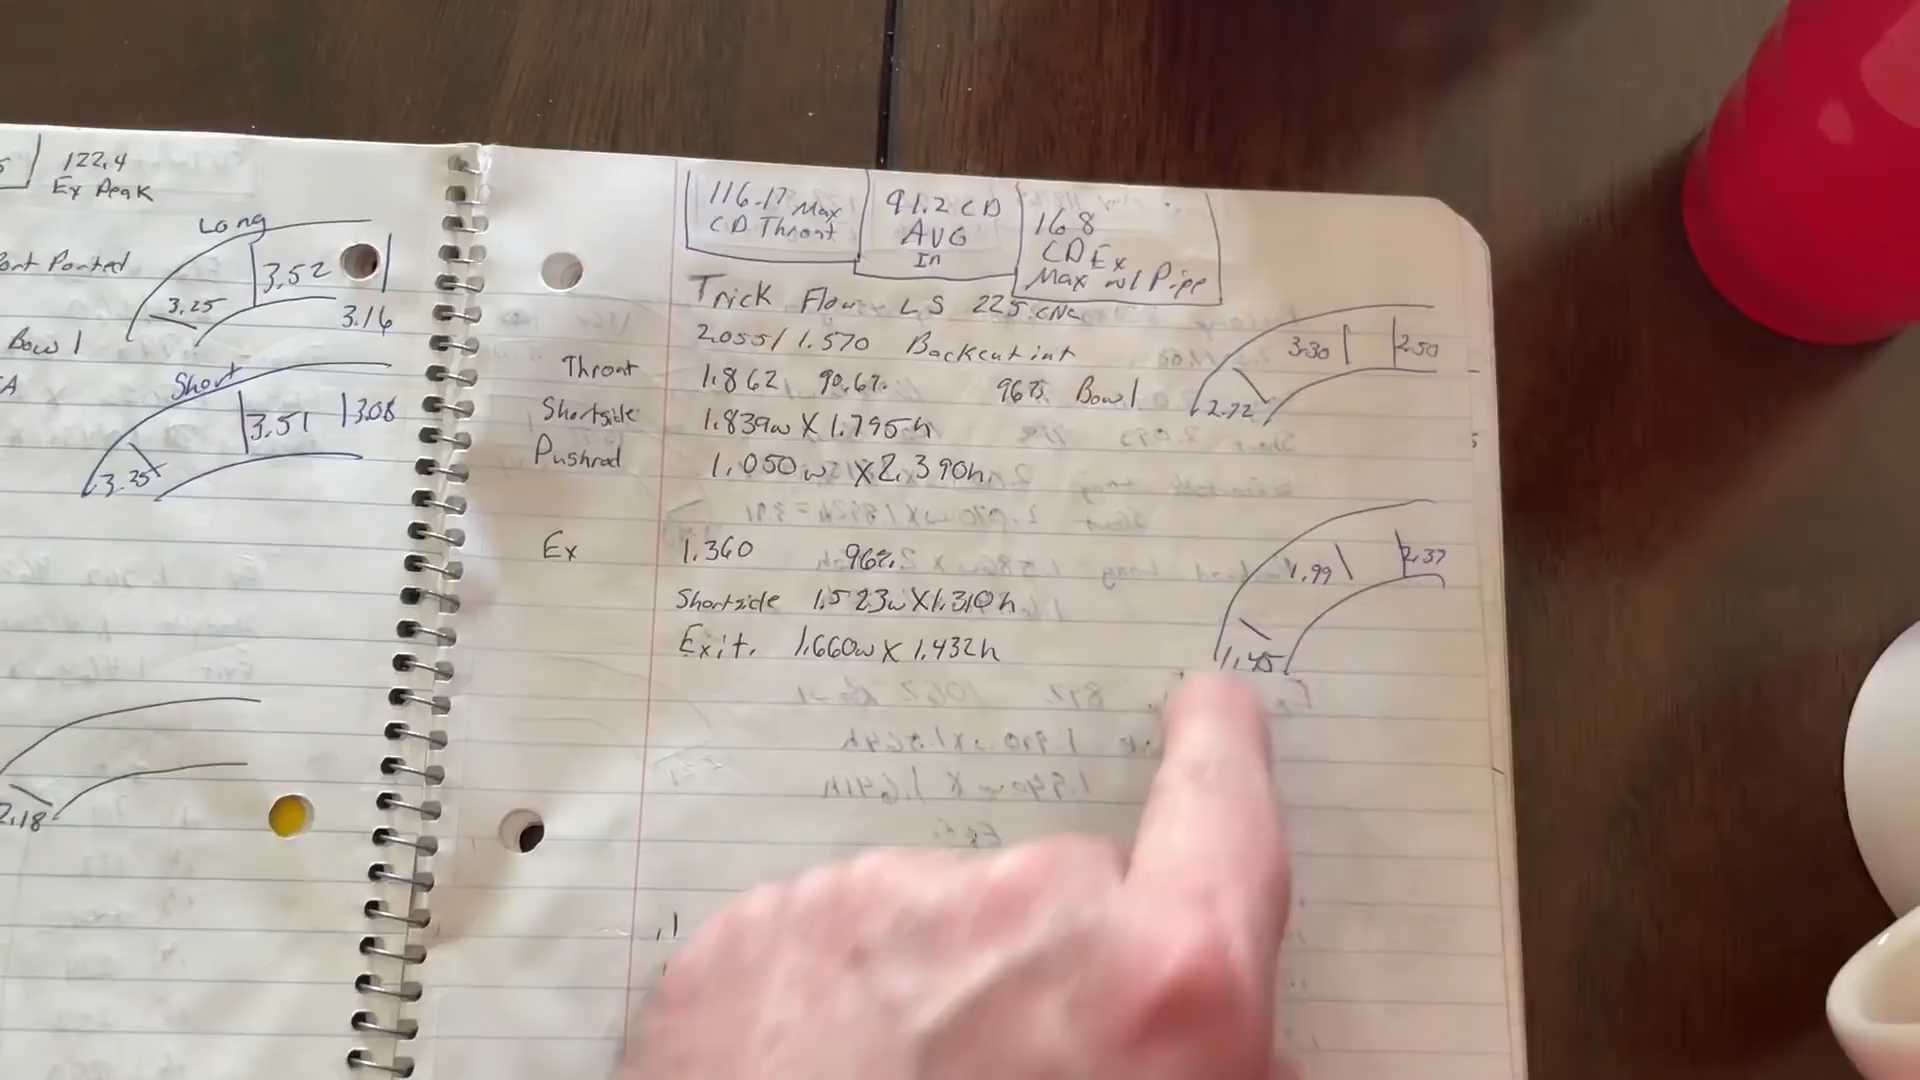 122.4
Ex Peak
Long
Port Ported
3.52
3.25
3.16
Bowl
Short
3.51
3.08
3.25
2.18
116.17 Max
CD Throat
91.2 CD
AVG
In
168
CD Ex
Max w/ Pipe
Trick Flow LS 225 cnc
2.055/1.570 Backcut int
Throat 1.862 90.6% 96% Bowl
Shortside 1.839w X 1.795h
Pushrod 1.050w X 2.390h
3.30
2.50
2.72
Ex 1.360 96%
Shortside 1.523w X 1.310h
Exit. 1.660w X 1.432h
1.99
2.37
1.45